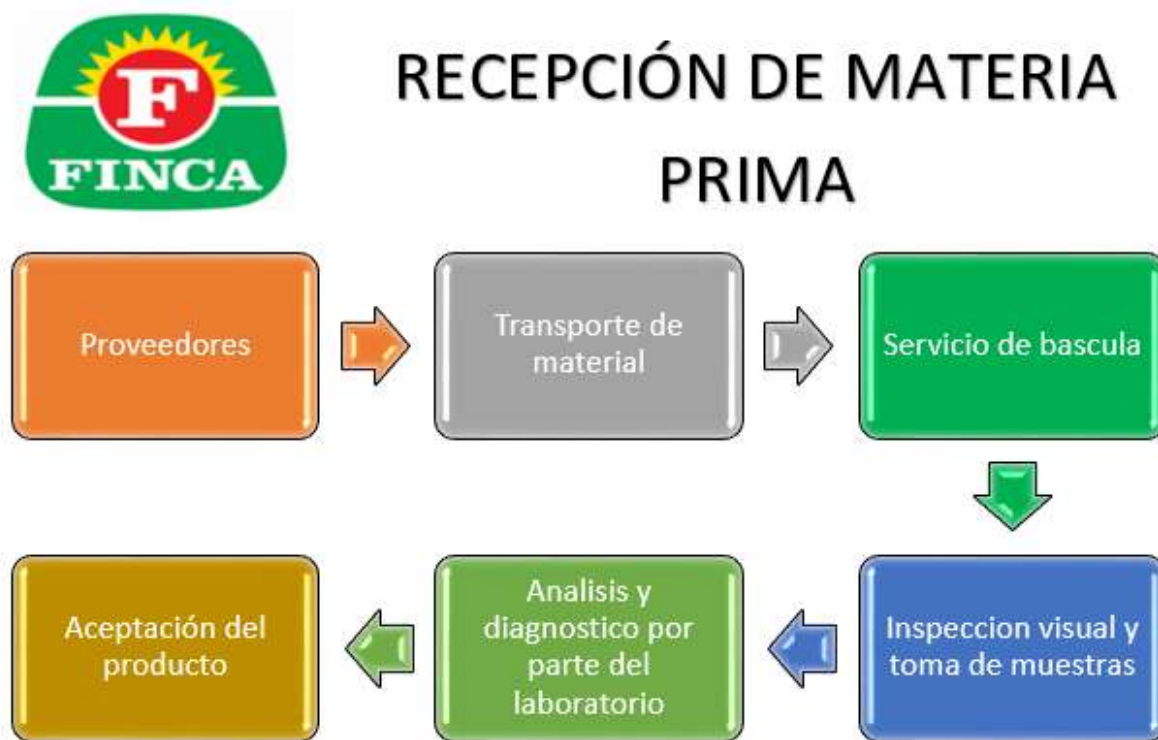 F
FINCA
RECEPCIÓN DE MATERIA
PRIMA
Proveedores
Transporte de
material
Servicio de bascula
Inspeccion visual y
toma de muestras
Analisis y
diagnostico por
parte del
laboratorio
Aceptación del
producto